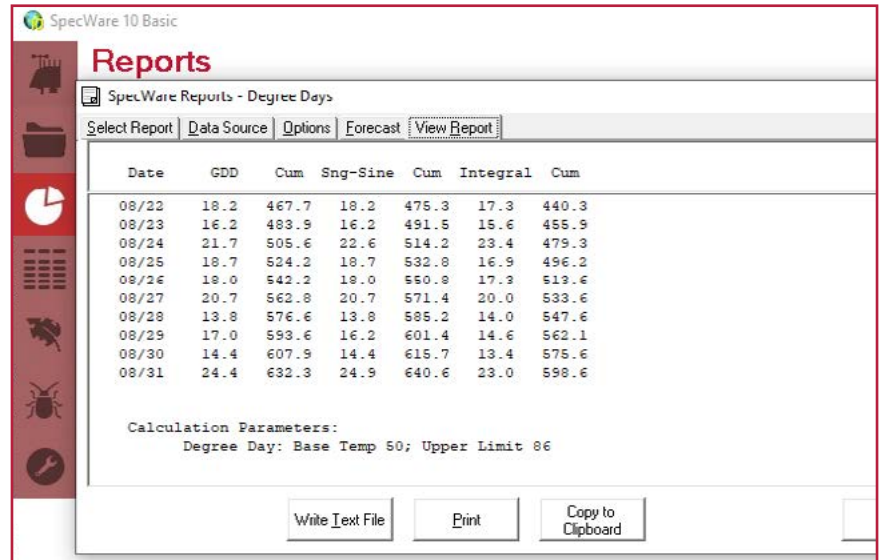 SpecWare 10 Basic
Reports
SpecWare Reports - Degree Days
Select Report Data Source Options Forecast View Report
Date GDD Cum Sng-Sine Cum Integral Cum
08/22 18.2 467.7 18.2 475.3 17.3 440.3
08/23 16.2 483.9 16.2 491.5 15.6 455.9
08/24 21.7 505.6 22.6 514.2 23.4 479.3
08/25 18.7 524.2 18.7 532.8 16.9 496.2
08/26 18.0 542.2 18.0 550.8 17.3 513.6
08/27 20.7 562.8 20.7 571.4 20.0 533.6
08/28 13.8 576.6 13.8 585.2 14.0 547.6
08/29 17.0 593.6 16.2 601.4 14.6 562.1
08/30 14.4 607.9 14.4 615.7 13.4 575.6
08/31 24.4 632.3 24.9 640.6 23.0 598.6
Calculation Parameters:
Degree Day: Base Temp 50; Upper Limit 86
Write Text File Print Copy to
Clipboard